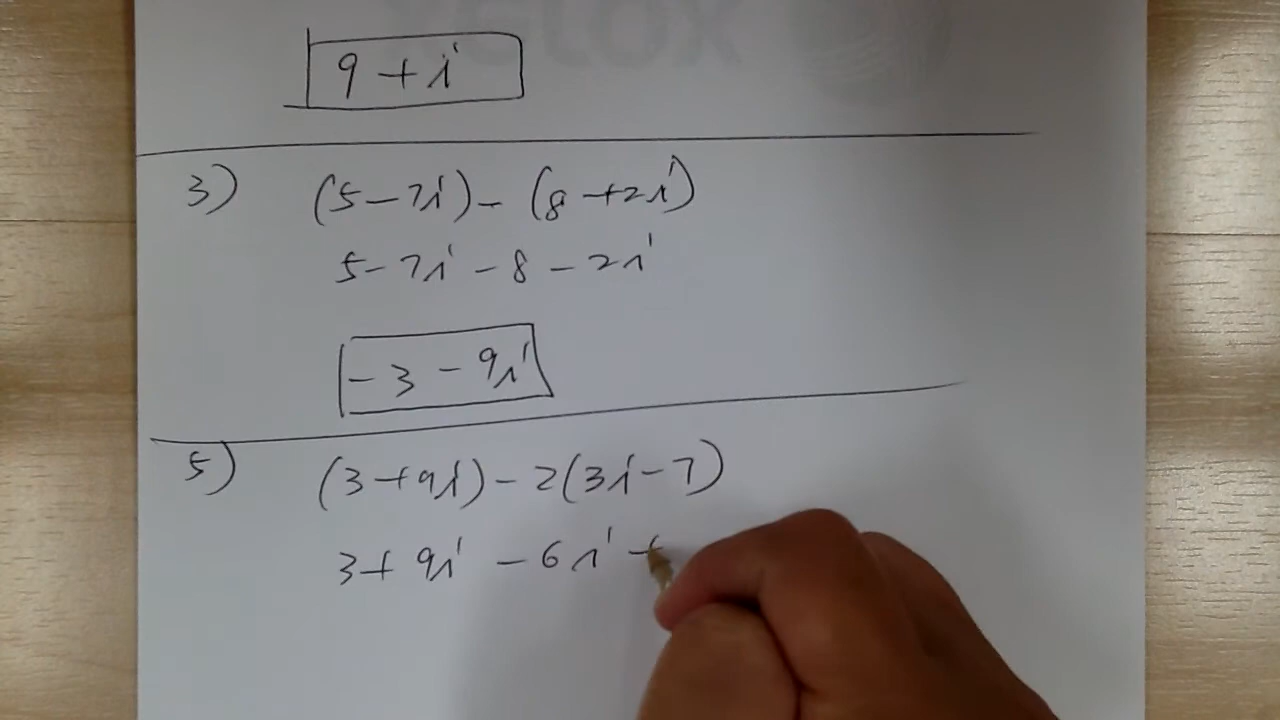 9 + i
3) (5 - 7i) - (8 + 2i)
5 - 7i - 8 - 2i
- 3 - 9i
5) (3 + 9i) - 2(3i - 7)
3 + 9i - 6i +